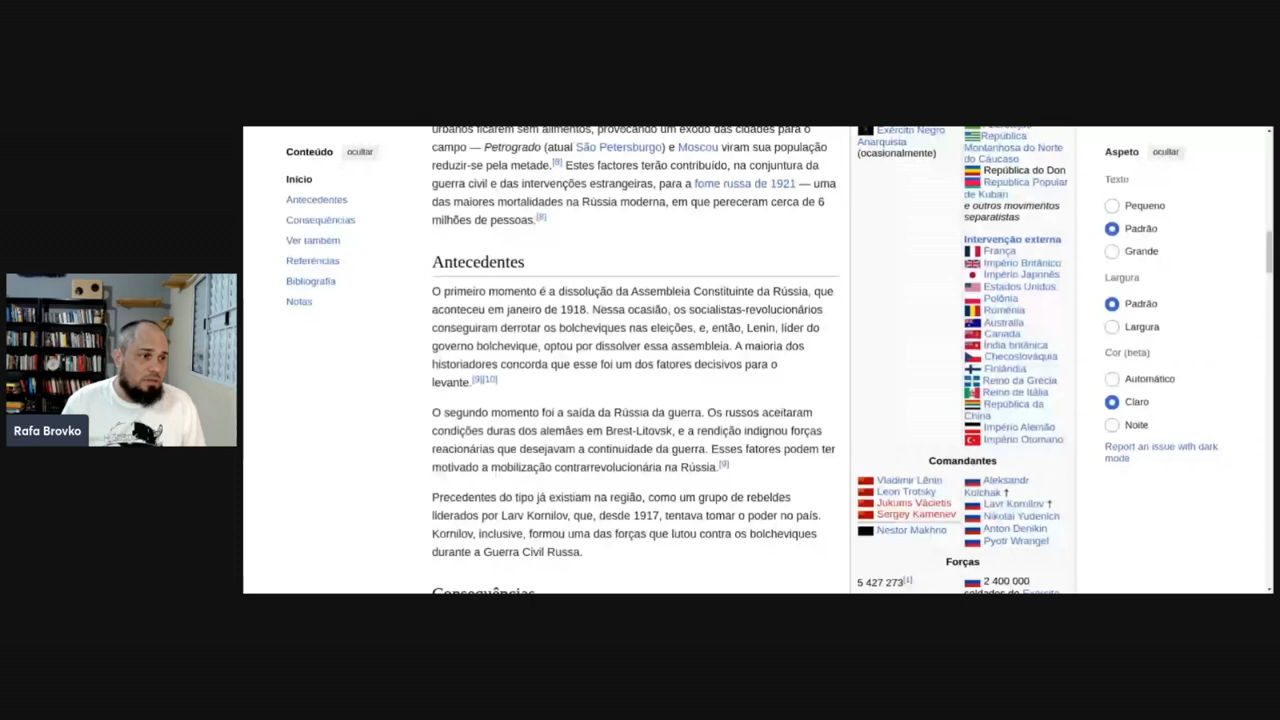 Conteúdo ocultar
Início
Antecedentes
Consequências
Ver também
Referências
Bibliografia
Notas
Rafa Brovko
urbanos ficarem sem alimentos, provocando um êxodo das cidades para o
campo — Petrogrado (atual São Petersburgo) e Moscou viram sua população
reduzir-se pela metade.[8] Estes factores terão contribuído, na conjuntura da
guerra civil e das intervenções estrangeiras, para a fome russa de 1921 — uma
das maiores mortalidades na Rússia moderna, em que pereceram cerca de 6
milhões de pessoas.[8]
Antecedentes
O primeiro momento é a dissolução da Assembleia Constituinte da Rússia, que
aconteceu em janeiro de 1918. Nessa ocasião, os socialistas-revolucionários
conseguiram derrotar os bolcheviques nas eleições, e, então, Lenin, líder do
governo bolchevique, optou por dissolver essa assembleia. A maioria dos
historiadores concorda que esse foi um dos fatores decisivos para o
levante.[9][10]
O segundo momento foi a saída da Rússia da guerra. Os russos aceitaram
condições duras dos alemães em Brest-Litovsk, e a rendição indignou forças
reacionárias que desejavam a continuidade da guerra. Esses fatores podem ter
motivado a mobilização contrarrevolucionária na Rússia.[9]
Precedentes do tipo já existiam na região, como um grupo de rebeldes
liderados por Larv Kornilov, que, desde 1917, tentava tomar o poder no país.
Kornilov, inclusive, formou uma das forças que lutou contra os bolcheviques
durante a Guerra Civil Russa.
Consequências
Exército Negro
Anarquista
(ocasionalmente)
República
Montanhosa do Norte
do Cáucaso
República do Don
República Popular
de Kuban
e outros movimentos
separatistas
Intervenção externa
França
Império Britânico
Império Japonês
Estados Unidos
Polônia
Romênia
Austrália
Canada
Índia britânica
Checoslováquia
Finlândia
Reino da Grécia
Reino de Itália
República da
China
Império Alemão
Império Otomano
Comandantes
Vladimir Lênin
Leon Trotsky
Jukums Vācietis
Sergey Kamenev
Nestor Makhno
Aleksandr
Kolchak †
Lavr Kornilov †
Nikolai Yudenich
Anton Denikin
Pyotr Wrangel
Forças
5 427 273[1]
2 400 000
soldados do Exército
Aspeto ocultar
Texto
Pequeno
Padrão
Grande
Largura
Padrão
Largura
Cor (beta)
Automático
Claro
Noite
Report an issue with dark
mode